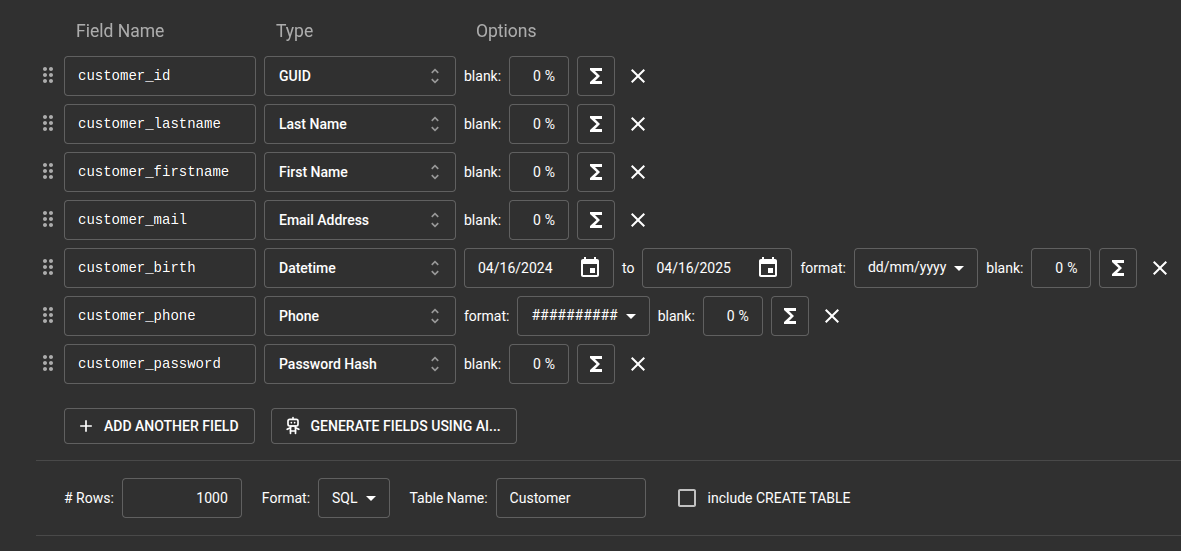 Field Name Type Options
customer_id GUID blank: 0 %
customer_lastname Last Name blank: 0 %
customer_firstname First Name blank: 0 %
customer_mail Email Address blank: 0 %
customer_birth Datetime 04/16/2024 to 04/16/2025 format: dd/mm/yyyy blank: 0 %
customer_phone Phone format: ########## blank: 0 %
customer_password Password Hash blank: 0 %
ADD ANOTHER FIELD GENERATE FIELDS USING AI...
# Rows: 1000 Format: SQL Table Name: Customer include CREATE TABLE